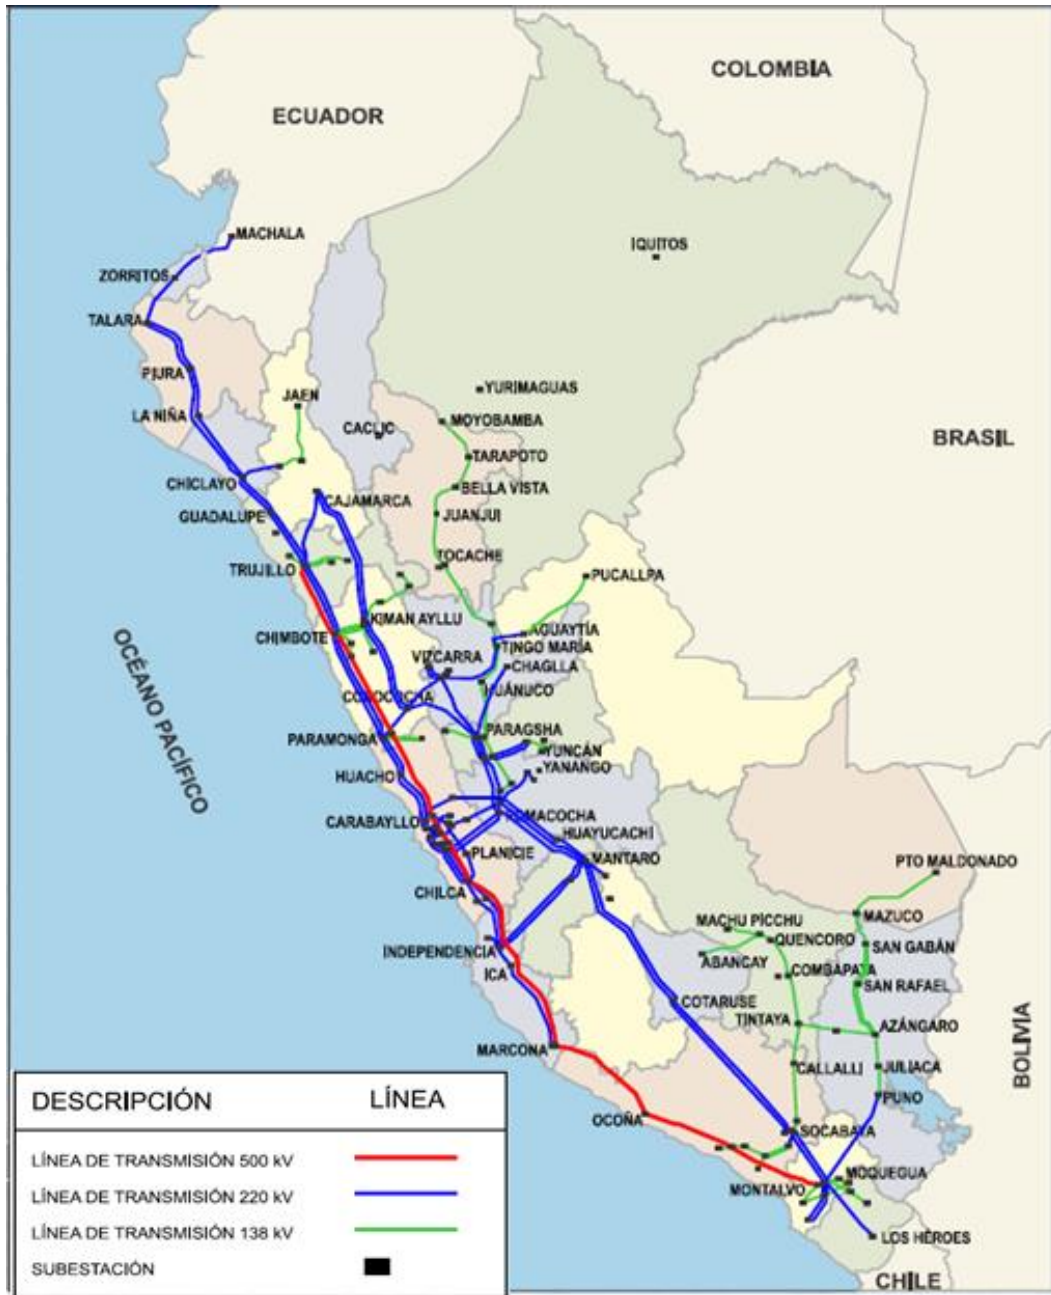 COLOMBIA
ECUADOR
MACHALA
IQUITOS
ZORRITOS
TALARA
PIURA
YURIMAGUAS
JAEN
LA NIÑA
MOYOBAMBA
CACLIC
BRASIL
TARAPOTO
CHICLAYO
BELLA VISTA
CAJAMARCA
GUADALUPE
JUANJUI
TOCACHE
TRUJILLO
PUCALLPA
KIMAN AYLLU
CHIMBOTE
AGUAYTÍA
TINGO MARÍA
VIZCARRA
CHAGLLA
OCÉANO PACÍFICO
HUÁNUCO
CONOCOCHA
PARAMONGA
PARAGSHA
YUNCÁN
YANANGO
HUACHO
CARABAYLLO
POMACOCHA
HUAYUCACHI
PLANICIE
MANTARO
PTO MALDONADO
CHILCA
MAZUCO
MACHU PICCHU
QUENCORO
SAN GABÁN
INDEPENDENCIA
ABANCAY
ICA
COMBAPATA
SAN RAFAEL
COTARUSE
TINTAYA
AZÁNGARO
MARCONA
BOLIVIA
CALLALLI
JULIACA
PUNO
OCOÑA
SOCABAYA
MOQUEGUA
MONTALVO
LOS HÉROES
CHILE
DESCRIPCIÓN LÍNEA
LÍNEA DE TRANSMISIÓN 500 kV
LÍNEA DE TRANSMISIÓN 220 kV
LÍNEA DE TRANSMISIÓN 138 kV
SUBESTACIÓN